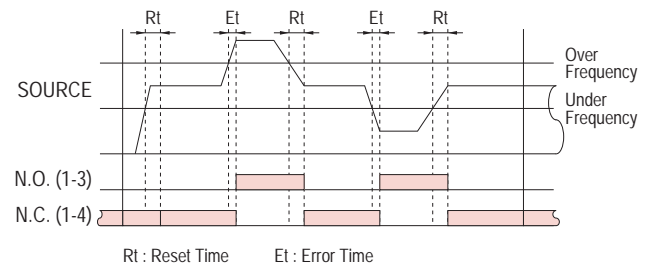 Rt Et Rt Et Rt
Over
Frequency
SOURCE
Under
Frequency
N.O. (1-3)
N.C. (1-4)
Rt : Reset Time Et : Error Time